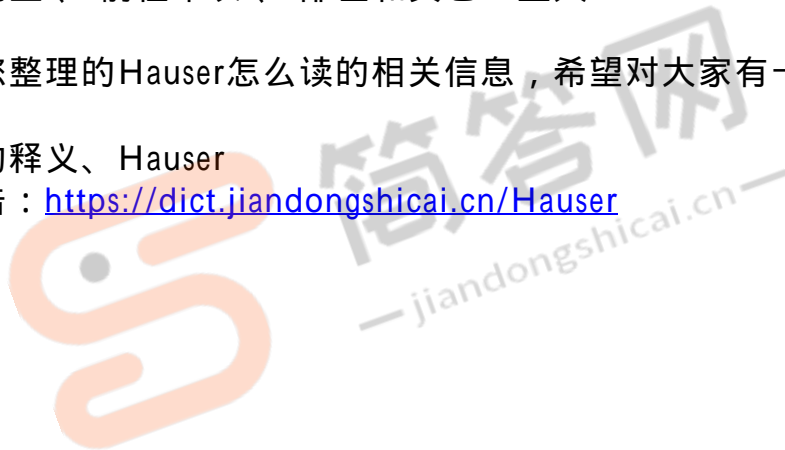 整理的Hauser怎么读的相关信息，希望对大家有一
释义、Hauser
：https://dict.jiandongshicai.cn/Hauser
简答网
jiandongshicai.cn